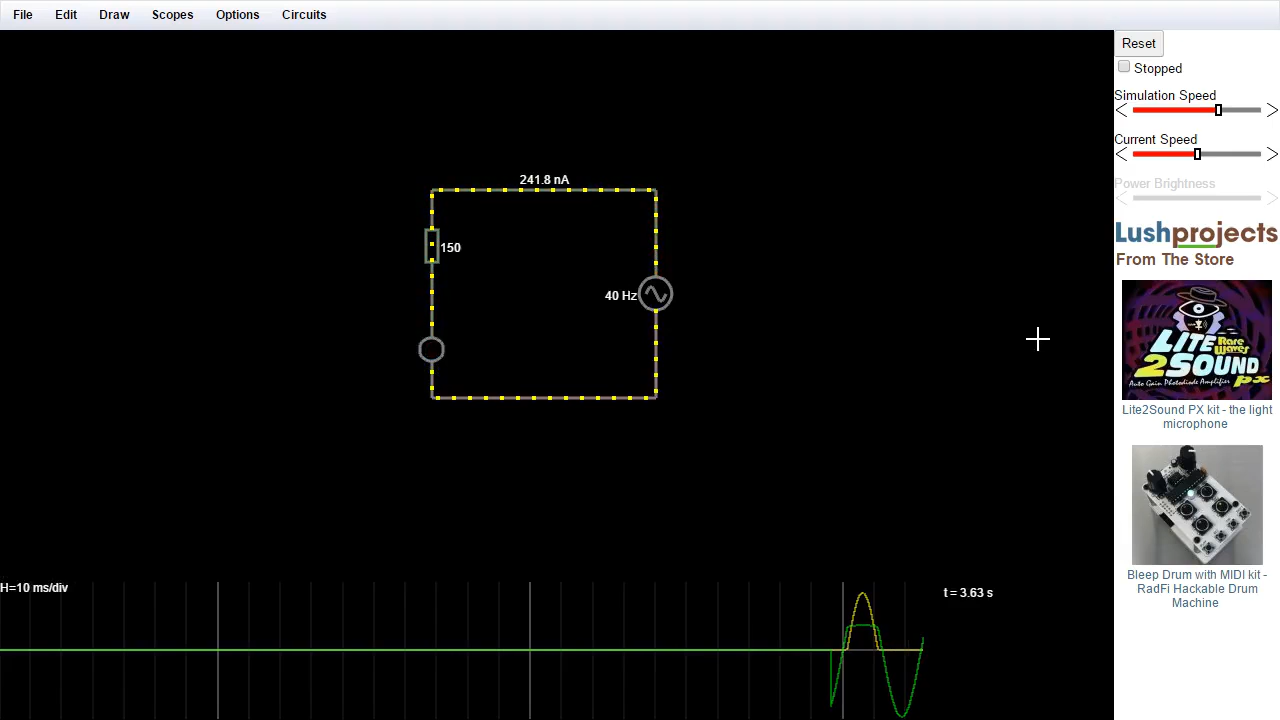 File Edit Draw Scopes Options Circuits
Reset
Stopped
Simulation Speed
Current Speed
Power Brightness
Lushprojects
From The Store
LITE
Rare
Waves
2SOUND
px
Auto Gain Photodiode Amplifier
Lite2Sound PX kit - the light
microphone
Bleep Drum with MIDI kit -
RadFi Hackable Drum
Machine
241.8 nA
150
40 Hz
H=10 ms/div
t = 3.63 s